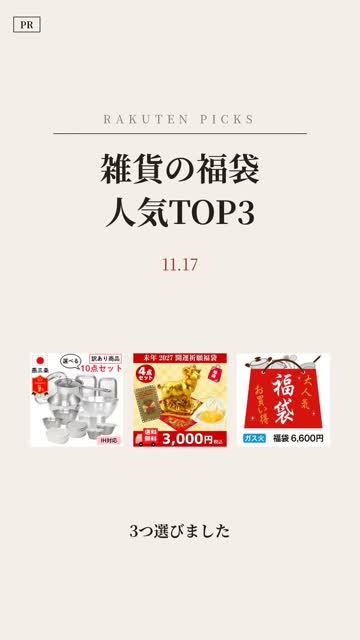 PR
RAKUTEN PICKS
雑貨の福袋
人気TOP3
11.17
燕三条
選べる
訳あり商品
10点セット
IH対応
未年 2027 開運祈願福袋
4点
セット
送料
無料
3,000円税込
大人気
福袋
お買い得
ガス火
福袋 6,600円
3つ選びました